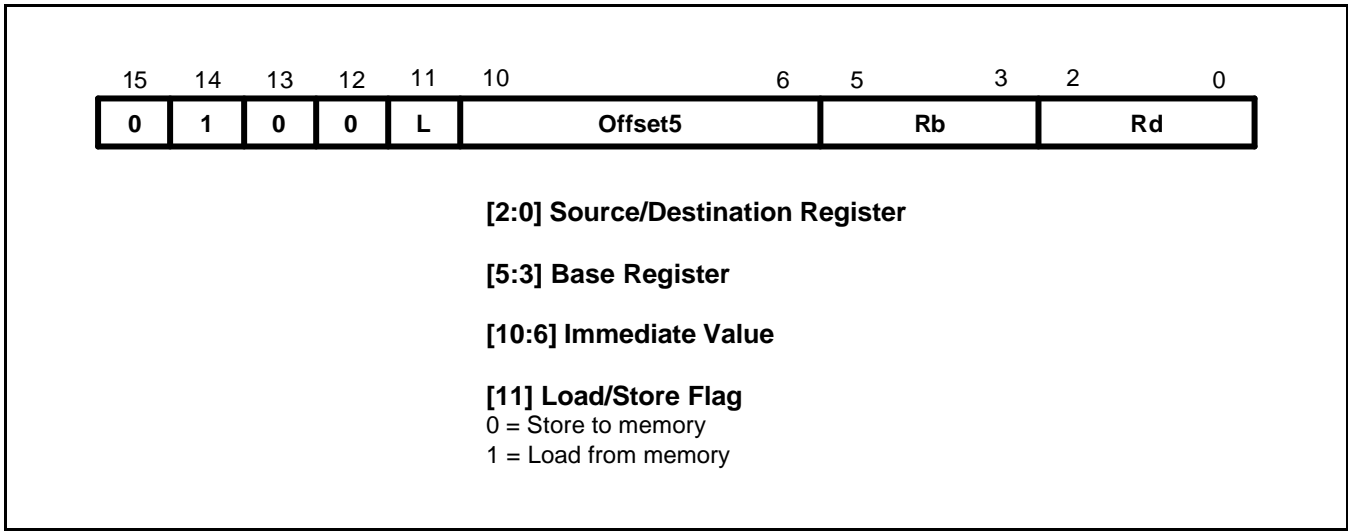 15 14 13 12 11 10 6 5 3 2 0
0 1 0 0 L Offset5 Rb Rd
[2:0] Source/Destination Register
[5:3] Base Register
[10:6] Immediate Value
[11] Load/Store Flag
0 = Store to memory
1 = Load from memory